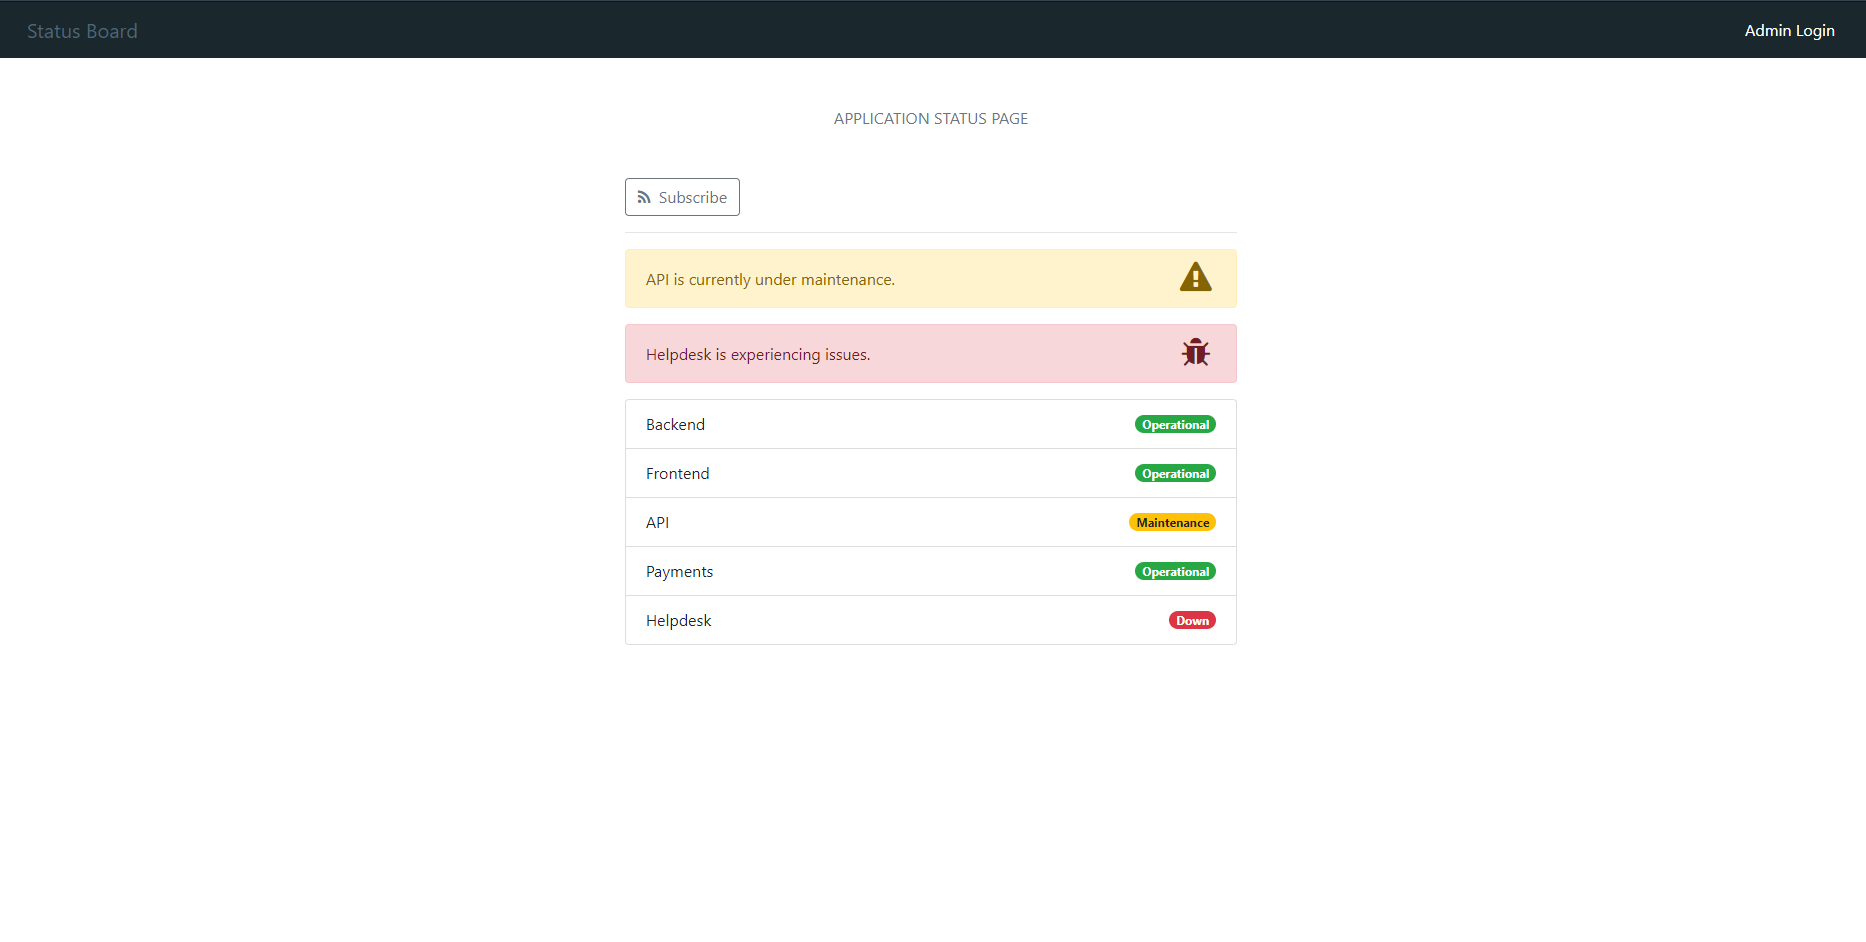 Status Board
Admin Login
APPLICATION STATUS PAGE
Subscribe
API is currently under maintenance.
Helpdesk is experiencing issues.
Backend Operational
Frontend Operational
API Maintenance
Payments Operational
Helpdesk Down